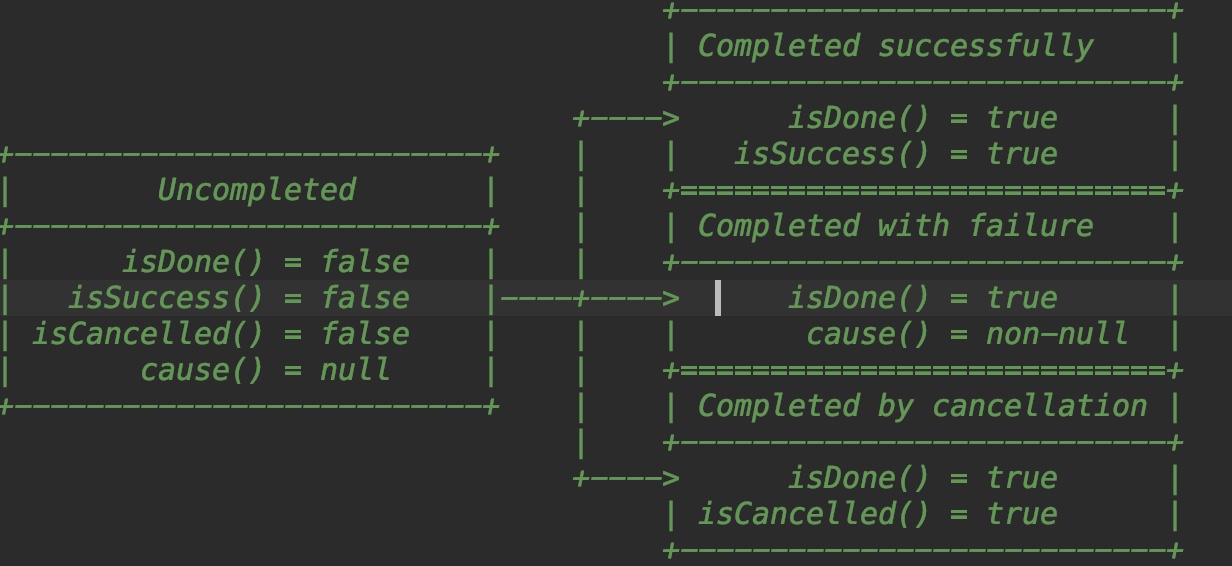 +---------------------------+
| Completed successfully    |
+---------------------------+
+---->      isDone() = true      |
+---------------------------+         |    |   isSuccess() = true      |
|        Uncompleted        |         |    +===========================+
+---------------------------+         |    | Completed with failure    |
|      isDone() = false     |         |    +---------------------------+
|   isSuccess() = false     |----+---->      isDone() = true      |
| isCancelled() = false     |    |    |       cause() = non-null  |
|       cause() = null      |    |    +===========================+
+---------------------------+    |    | Completed by cancellation |
|    +---------------------------+
+---->      isDone() = true      |
| isCancelled() = true      |
+---------------------------+